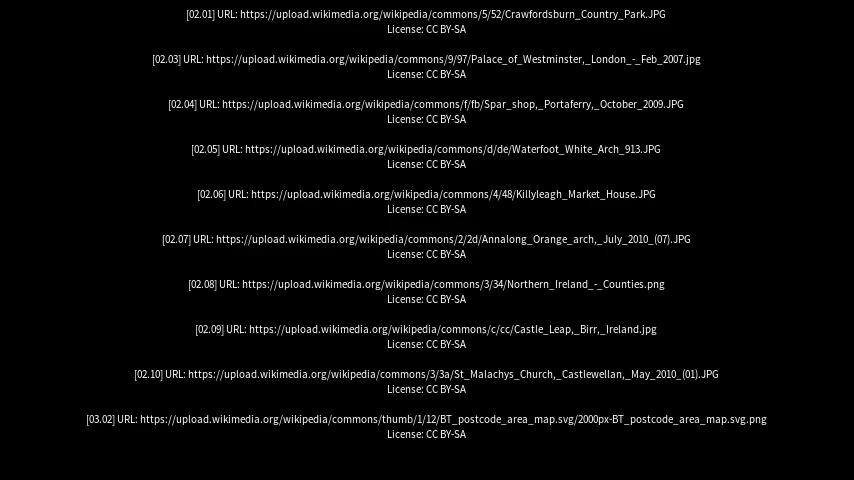 [02.01] URL: https://upload.wikimedia.org/wikipedia/commons/5/52/Crawfordsburn_Country_Park.JPG
License: CC BY-SA
[02.03] URL: https://upload.wikimedia.org/wikipedia/commons/9/97/Palace_of_Westminster,_London_-_Feb_2007.jpg
License: CC BY-SA
[02.04] URL: https://upload.wikimedia.org/wikipedia/commons/f/fb/Spar_shop,_Portaferry,_October_2009.JPG
License: CC BY-SA
[02.05] URL: https://upload.wikimedia.org/wikipedia/commons/d/de/Waterfoot_White_Arch_913.JPG
License: CC BY-SA
[02.06] URL: https://upload.wikimedia.org/wikipedia/commons/4/48/Killyleagh_Market_House.JPG
License: CC BY-SA
[02.07] URL: https://upload.wikimedia.org/wikipedia/commons/2/2d/Annalong_Orange_arch,_July_2010_(07).JPG
License: CC BY-SA
[02.08] URL: https://upload.wikimedia.org/wikipedia/commons/3/34/Northern_Ireland_-_Counties.png
License: CC BY-SA
[02.09] URL: https://upload.wikimedia.org/wikipedia/commons/c/cc/Castle_Leap,_Birr,_Ireland.jpg
License: CC BY-SA
[02.10] URL: https://upload.wikimedia.org/wikipedia/commons/3/3a/St_Malachys_Church,_Castlewellan,_May_2010_(01).JPG
License: CC BY-SA
[03.02] URL: https://upload.wikimedia.org/wikipedia/commons/thumb/1/12/BT_postcode_area_map.svg/2000px-BT_postcode_area_map.svg.png
License: CC BY-SA